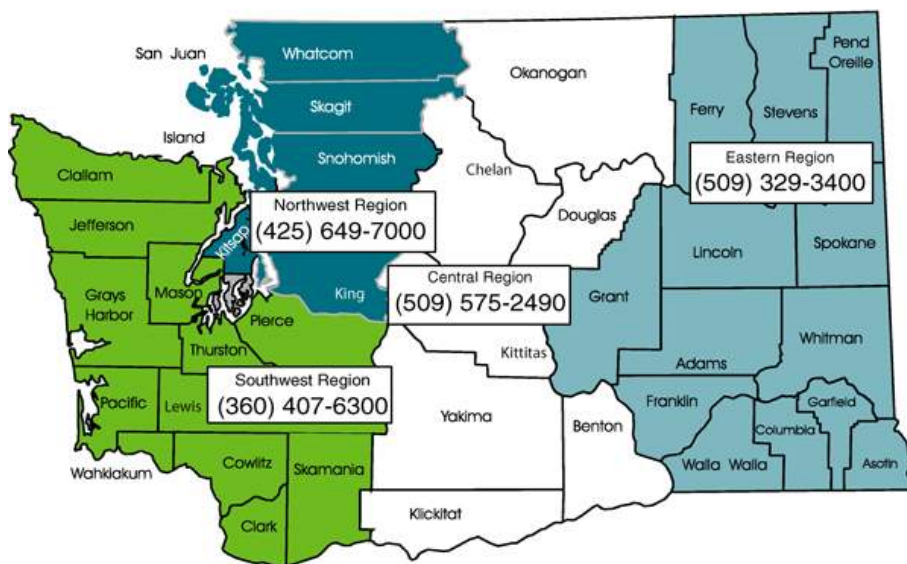 San Juan
Whatcom
Okanogan
Pend
Oreille
Skagit
Ferry
Stevens
Island
Snohomish
Chelan
Eastern Region
(509) 329-3400
Clallam
Northwest Region
(425) 649-7000
Jefferson
Douglas
Kitsap
Lincoln
Spokane
Central Region
(509) 575-2490
Grays
Harbor
Mason
King
Grant
Pierce
Thurston
Kittitas
Adams
Whitman
Southwest Region
(360) 407-6300
Pacific
Lewis
Yakima
Benton
Franklin
Garfield
Columbia
Wahkiakum
Cowlitz
Skamania
Walla Walla
Asotin
Klickitat
Clark